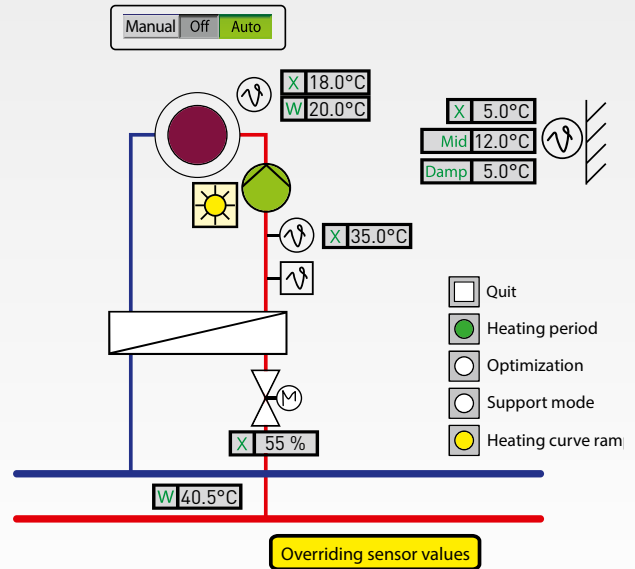 Manual Off Auto
X 18.0°C
W 20.0°C
X 5.0°C
Mid 12.0°C
Damp 5.0°C
X 35.0°C
Quit
Heating period
Optimization
Support mode
M
Heating curve ram
X 55 %
W 40.5°C
Overriding sensor values